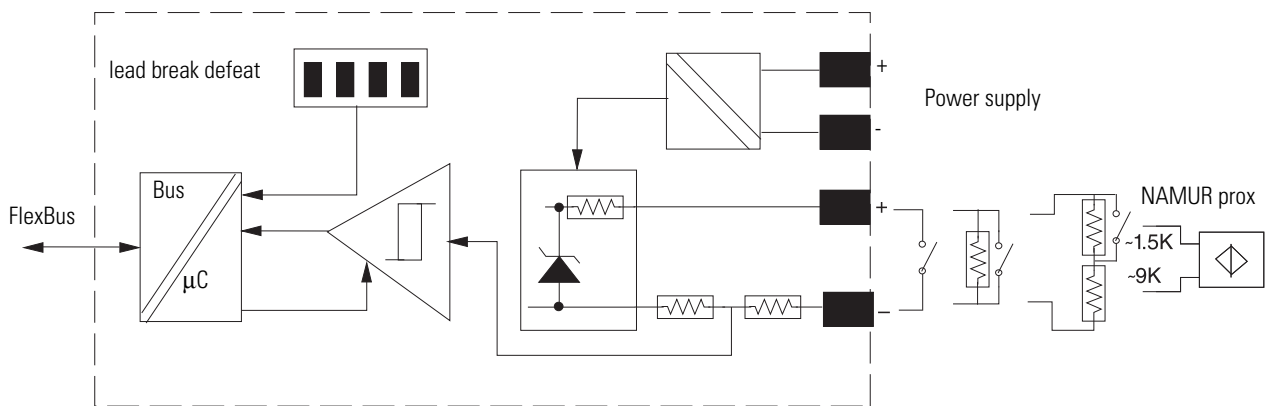 lead break defeat
+
Power supply
-
Bus
FlexBus
μC
+
NAMUR prox
~1.5K
~9K
–